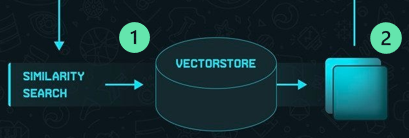 1
2
VECTORSTORE
SIMILARITY
SEARCH